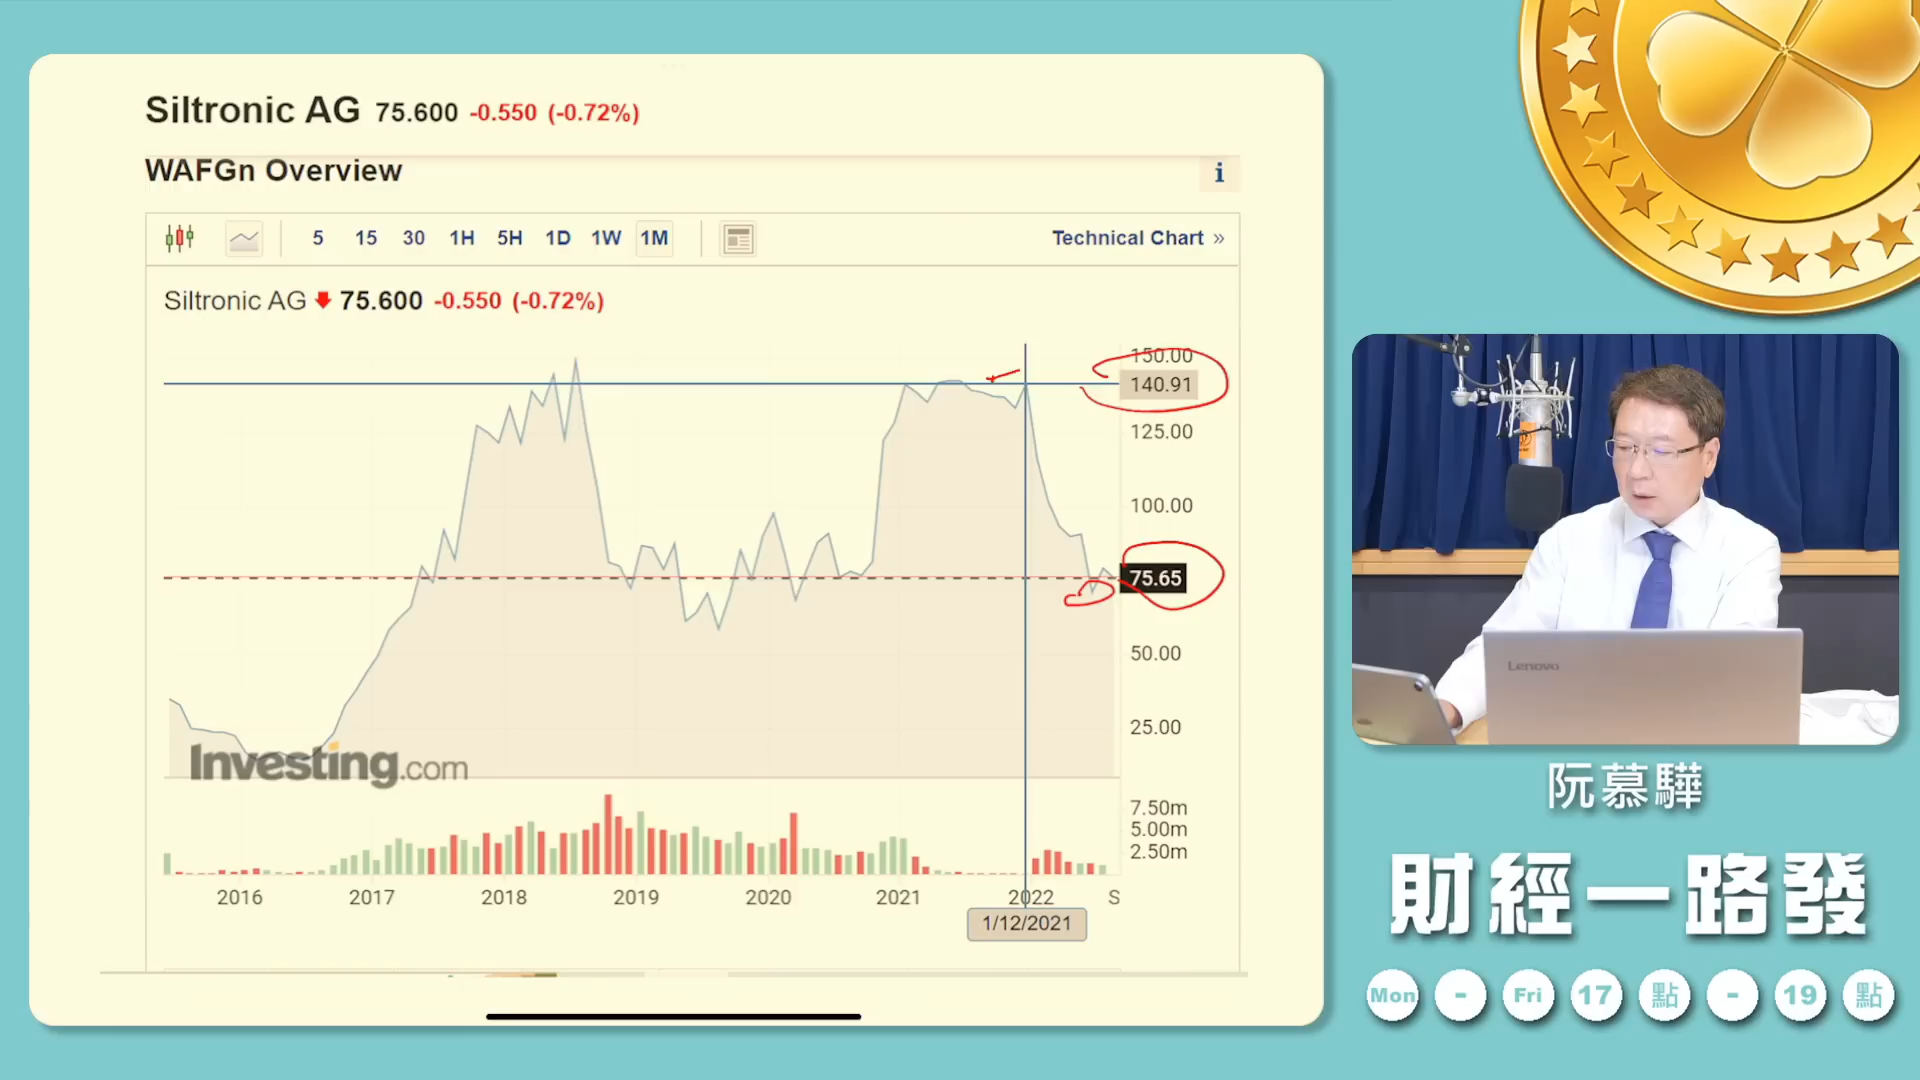 Siltronic AG 75.600 -0.550 (-0.72%)
WAFGn Overview
i
5 15 30 1H 5H 1D 1W 1M
Technical Chart »
Siltronic AG 75.600 -0.550 (-0.72%)
150.00
140.91
125.00
100.00
75.65
50.00
25.00
Investing.com
7.50m
5.00m
2.50m
2016 2017 2018 2019 2020 2021 2022 S
1/12/2021
Lenovo
阮慕驊
財經一路發
Mon - Fri 17 點 - 19 點